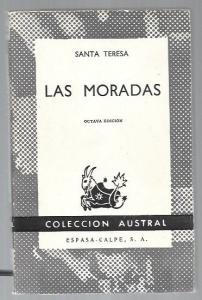 SANTA TERESA
LAS MORADAS
OCTAVA EDICIÓN
COLECCION AUSTRAL
ESPASA-CALPE, S. A.